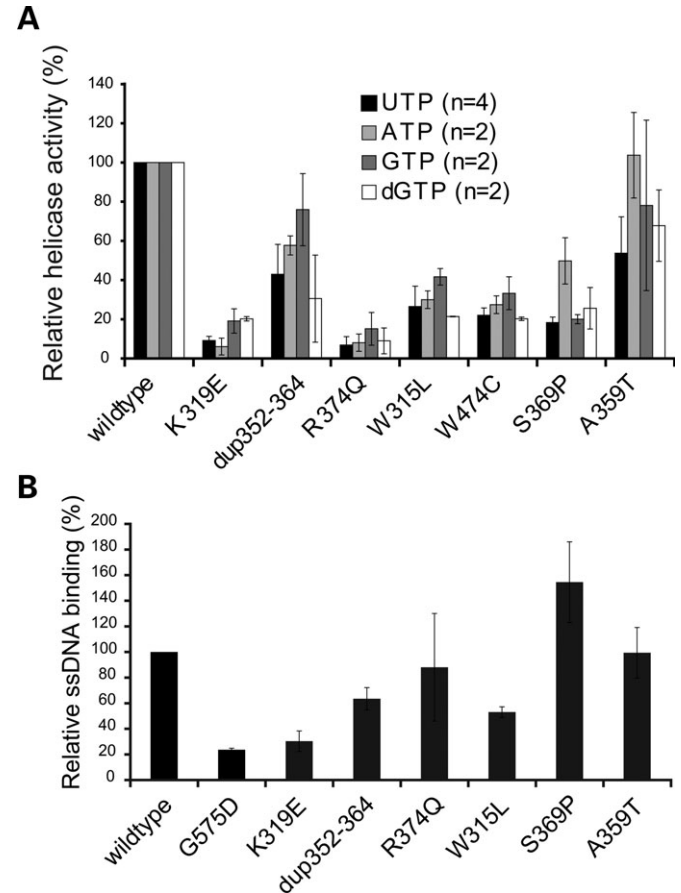 A
Relative helicase activity (%)
140
120
100
80
60
40
20
0
UTP (n=4)
ATP (n=2)
GTP (n=2)
dGTP (n=2)
wildtype
K319E
dup352-364
R374Q
W315L
W474C
S369P
A359T
B
Relative ssDNA binding (%)
200
180
160
140
120
100
80
60
40
20
0
wildtype
G575D
K319E
dup352-364
R374Q
W315L
S369P
A359T